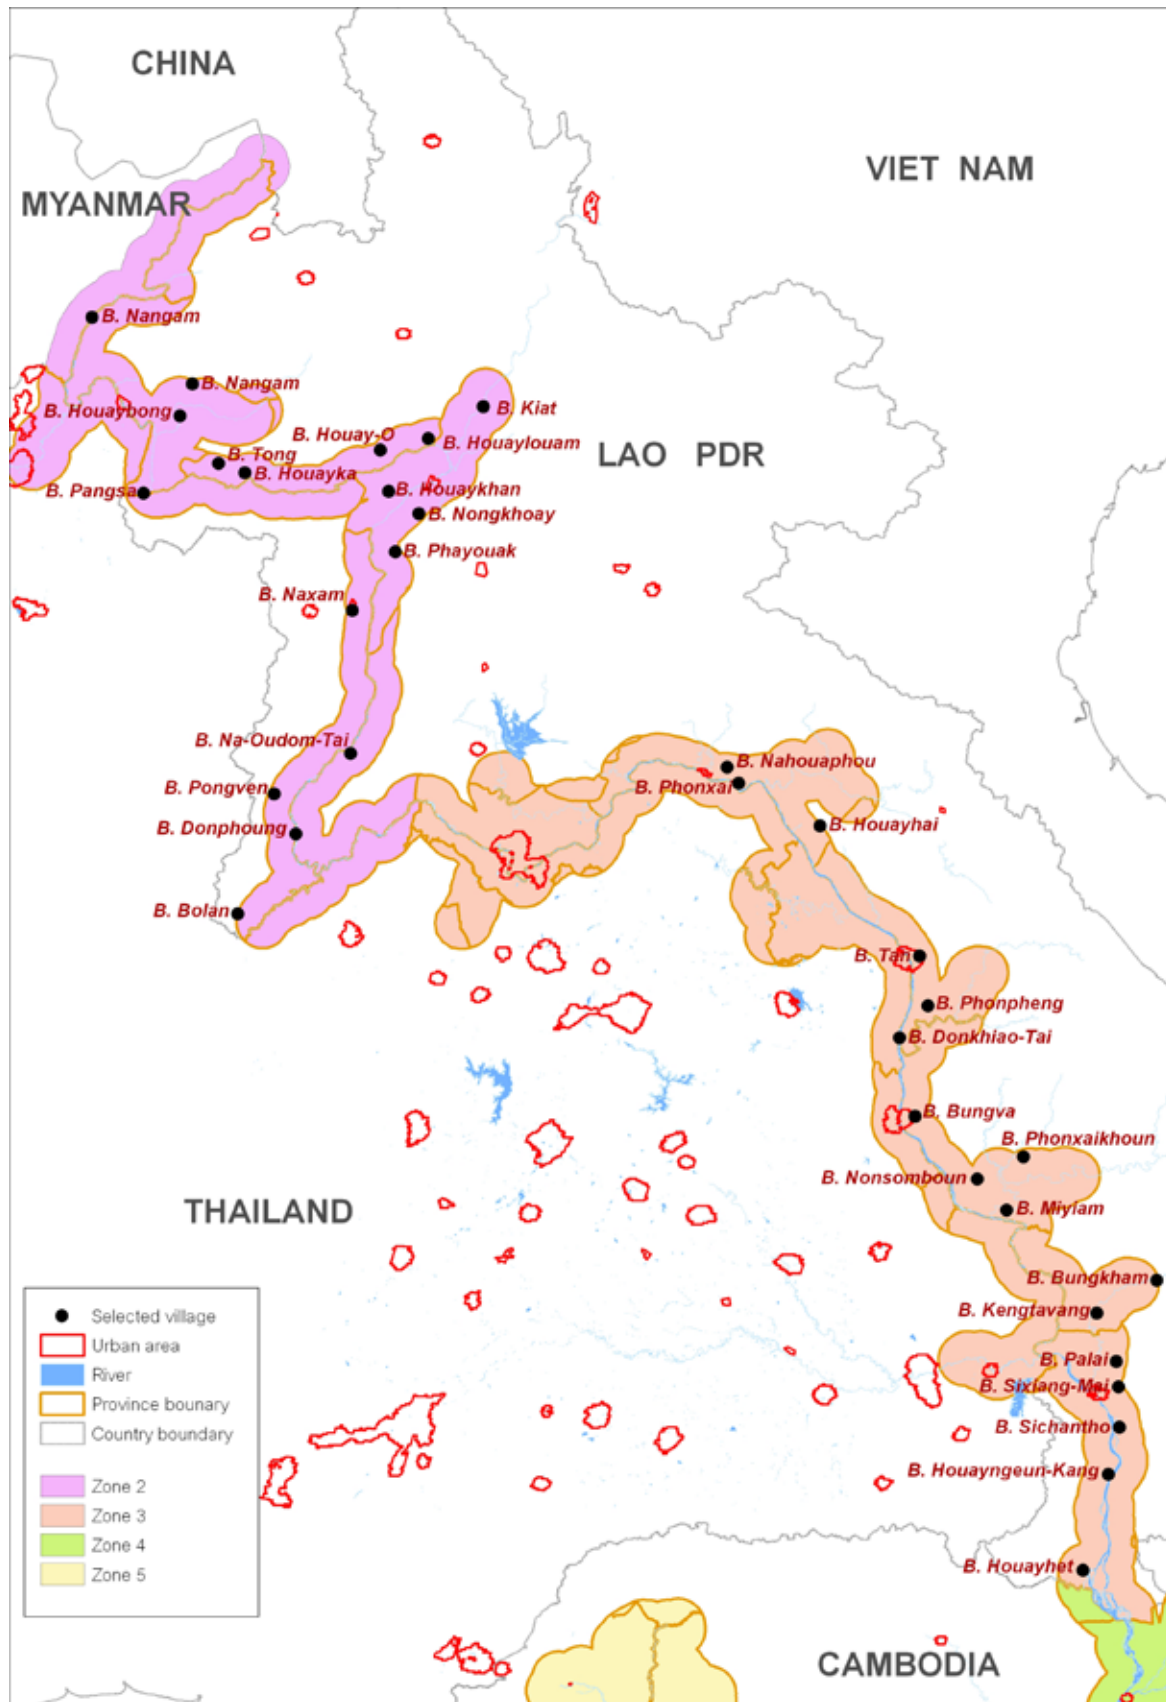 CHINA
VIET NAM
MYANMAR
B. Nangam
B. Nangam
B. Houaybong
B. Kiat
B. Houay-O
B. Houaylouam
B. Tong
B. Houayka
LAO PDR
B. Pangsa
B. Houaykhan
B. Nongkhoay
B. Phayouak
B. Naxam
B. Na-Oudom-Tai
B. Nahouaphou
B. Phonxai
B. Pongven
B. Donphoung
B. Houayhai
B. Bolan
B. Tan
B. Phonpheng
B. Donkhiao-Tai
B. Bungva
B. Phonxaikhoun
B. Nonsomboun
THAILAND
B. Miyiam
B. Bungkham
B. Kengtavang
B. Palai
B. Sixiang-Mai
B. Sichantho
B. Houayngeun-Kang
B. Houayhet
CAMBODIA
Selected village
Urban area
River
Province bounary
Country boundary
Zone 2
Zone 3
Zone 4
Zone 5